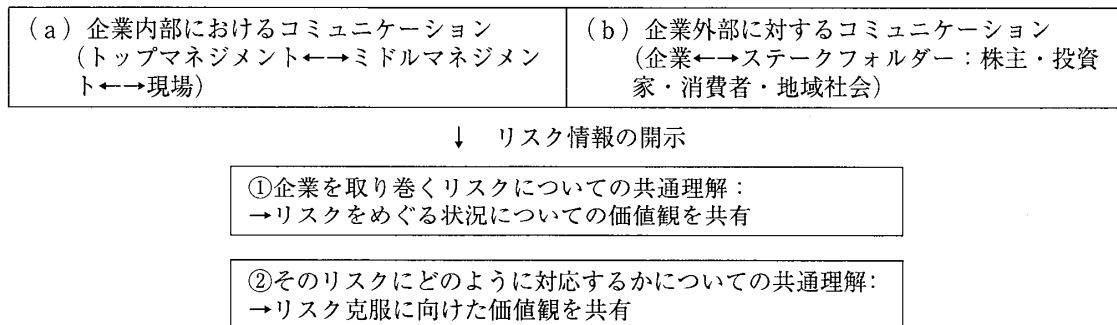 (a)企業内部におけるコミュニケーション
(トップマネジメント←→ミドルマネジメン
ト←→現場)
(b)企業外部に対するコミュニケーション
(企業←→ステークフォルダー：株主・投資
家・消費者・地域社会)
↓ リスク情報の開示
①企業を取り巻くリスクについての共通理解：
→リスクをめぐる状況についての価値観を共有
②そのリスクにどのように対応するかについての共通理解：
→リスク克服に向けた価値観を共有